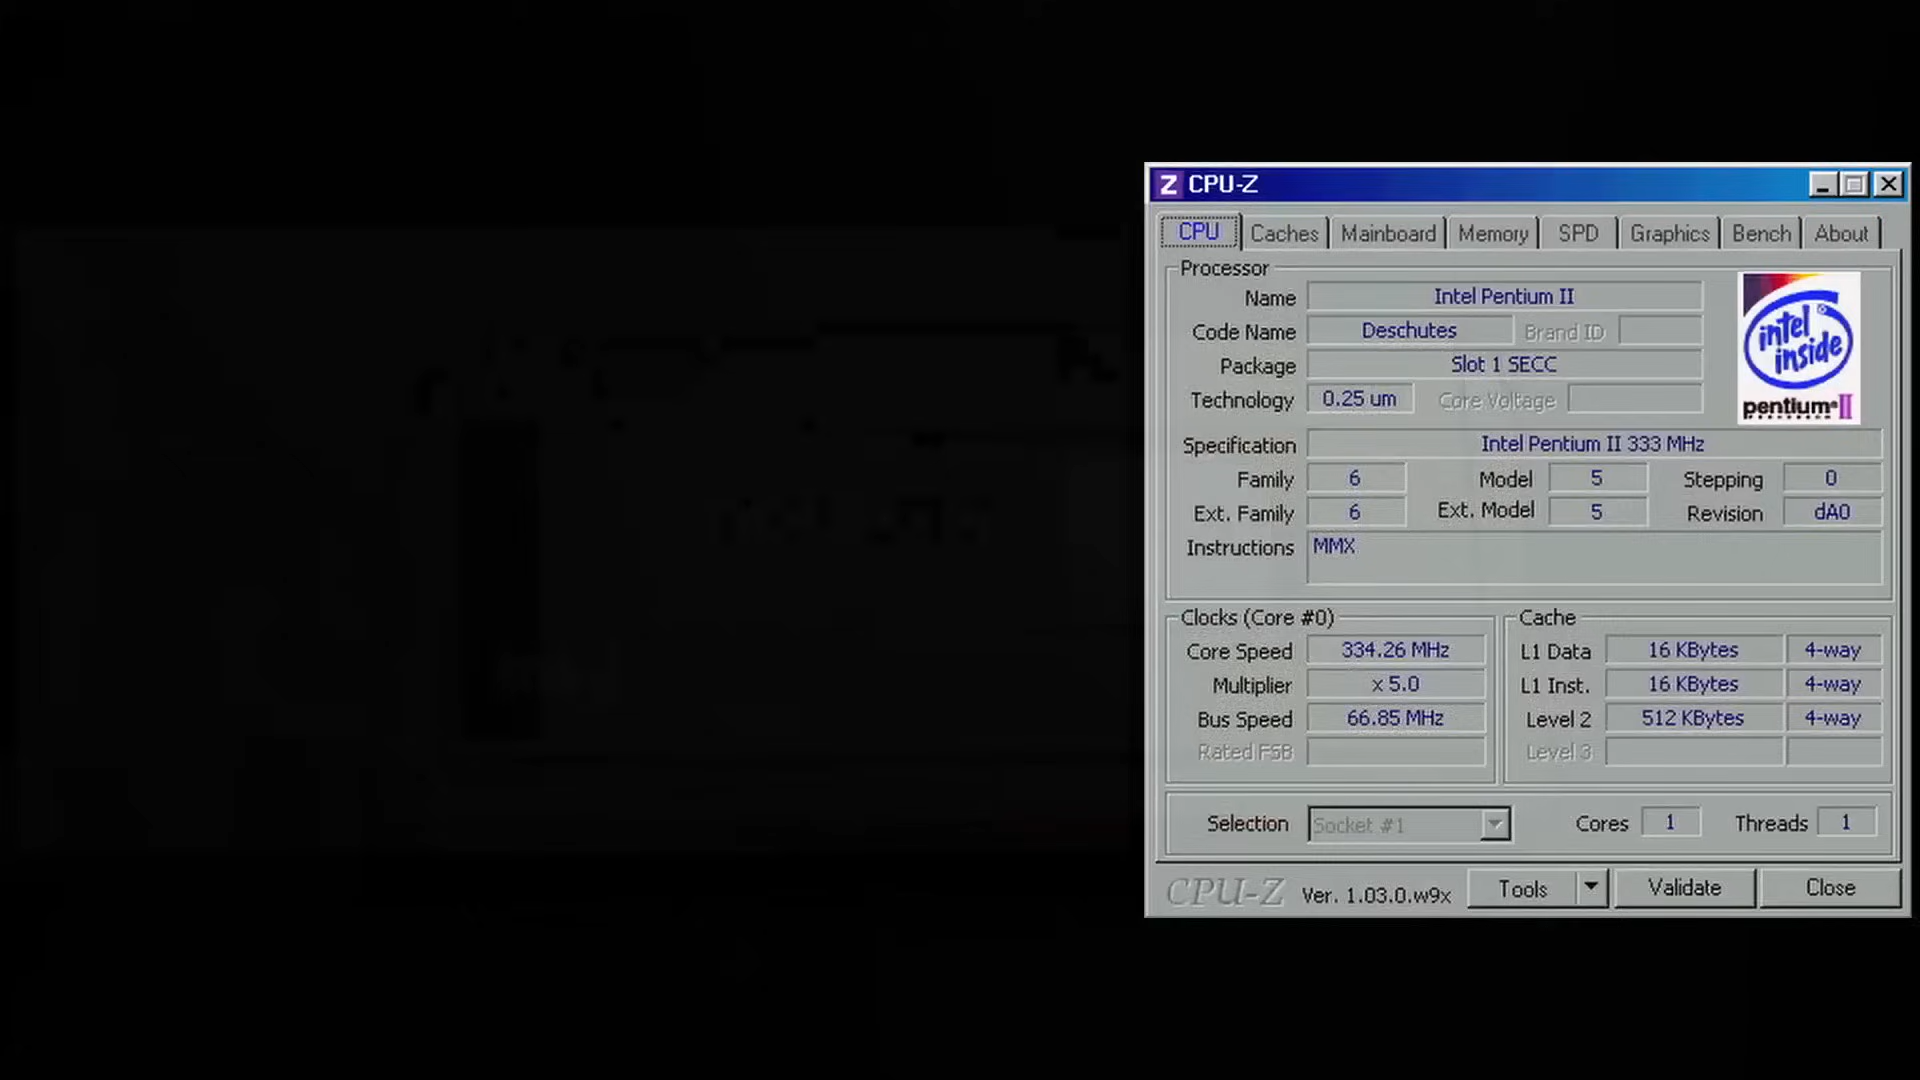 CPU-Z
CPU Caches Mainboard Memory SPD Graphics Bench About
Processor
Name Intel Pentium II
Code Name Deschutes Brand ID
Package Slot 1 SECC
Technology 0.25 um Core Voltage
intel inside pentium II
Specification Intel Pentium II 333 MHz
Family 6 Model 5 Stepping 0
Ext. Family 6 Ext. Model 5 Revision dA0
Instructions MMX
Clocks (Core #0)
Core Speed 334.26 MHz
Multiplier x 5.0
Bus Speed 66.85 MHz
Rated FSB
Cache
L1 Data 16 KBytes 4-way
L1 Inst. 16 KBytes 4-way
Level 2 512 KBytes 4-way
Level 3
Selection Socket #1 Cores 1 Threads 1
CPU-Z Ver. 1.03.0.w9x Tools Validate Close